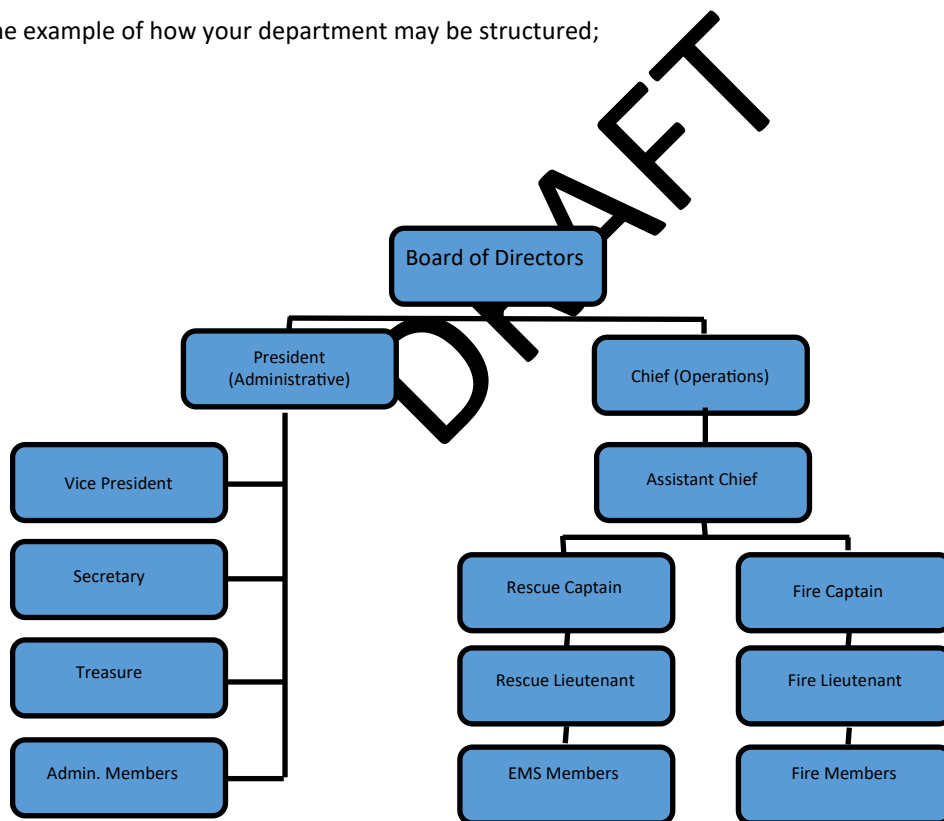 ne example of how your department may be structured;
DRAFT
Board of Directors
President
(Administrative)
Chief (Operations)
Vice President
Assistant Chief
Secretary
Rescue Captain
Fire Captain
Treasure
Rescue Lieutenant
Fire Lieutenant
Admin. Members
EMS Members
Fire Members